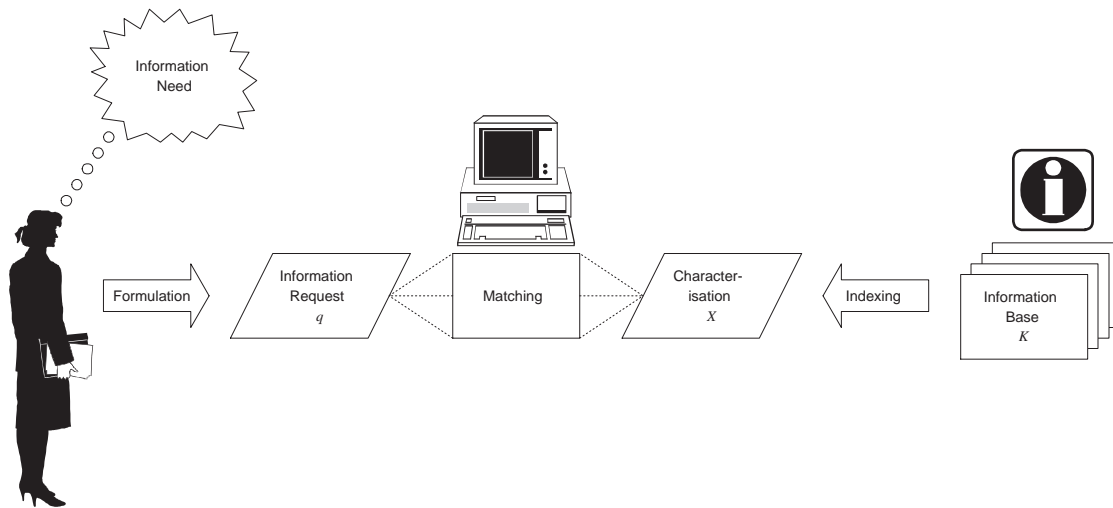 Information
Need
Formulation
Information
Request
q
Matching
Character-
isation
X
Indexing
Information
Base
K